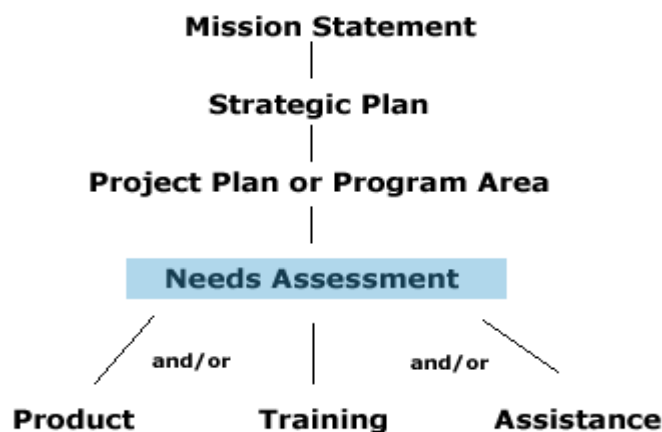 Mission Statement
Strategic Plan
Project Plan or Program Area
Needs Assessment
and/or and/or
Product Training Assistance